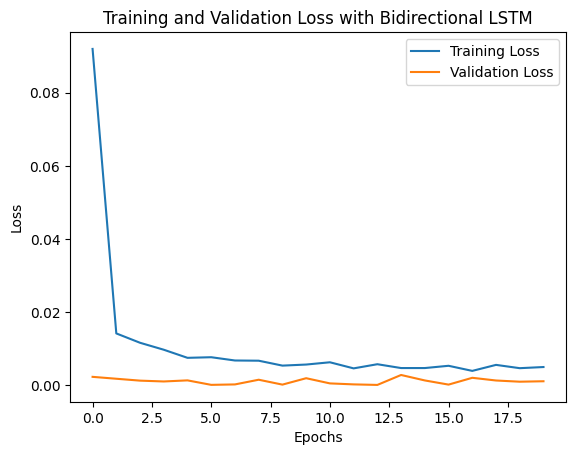 Training and Validation Loss with Bidirectional LSTM
Training Loss
Validation Loss
0.08
0.06
0.04
0.02
0.00
Loss
0.0 2.5 5.0 7.5 10.0 12.5 15.0 17.5
Epochs